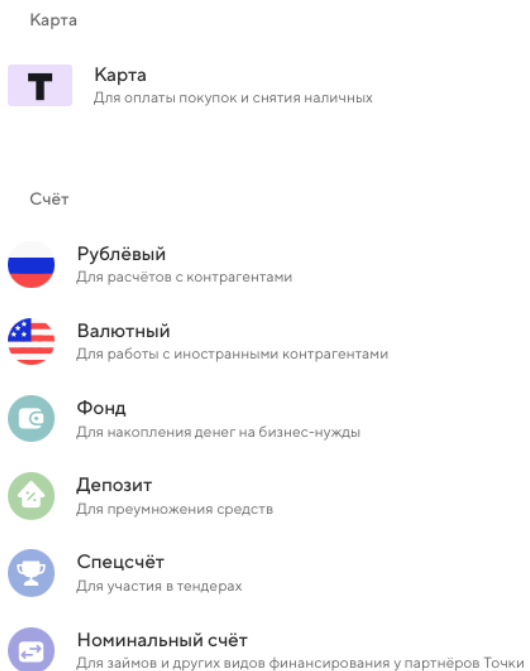 Карта
Т
Карта
Для оплаты покупок и снятия наличных
Счёт
Рублёвый
Для расчётов с контрагентами
Валютный
Для работы с иностранными контрагентами
Фонд
Для накопления денег на бизнес-нужды
Депозит
Для преумножения средств
Спецсчёт
Для участия в тендерах
Номинальный счёт
Для займов и других видов финансирования у партнёров Точки